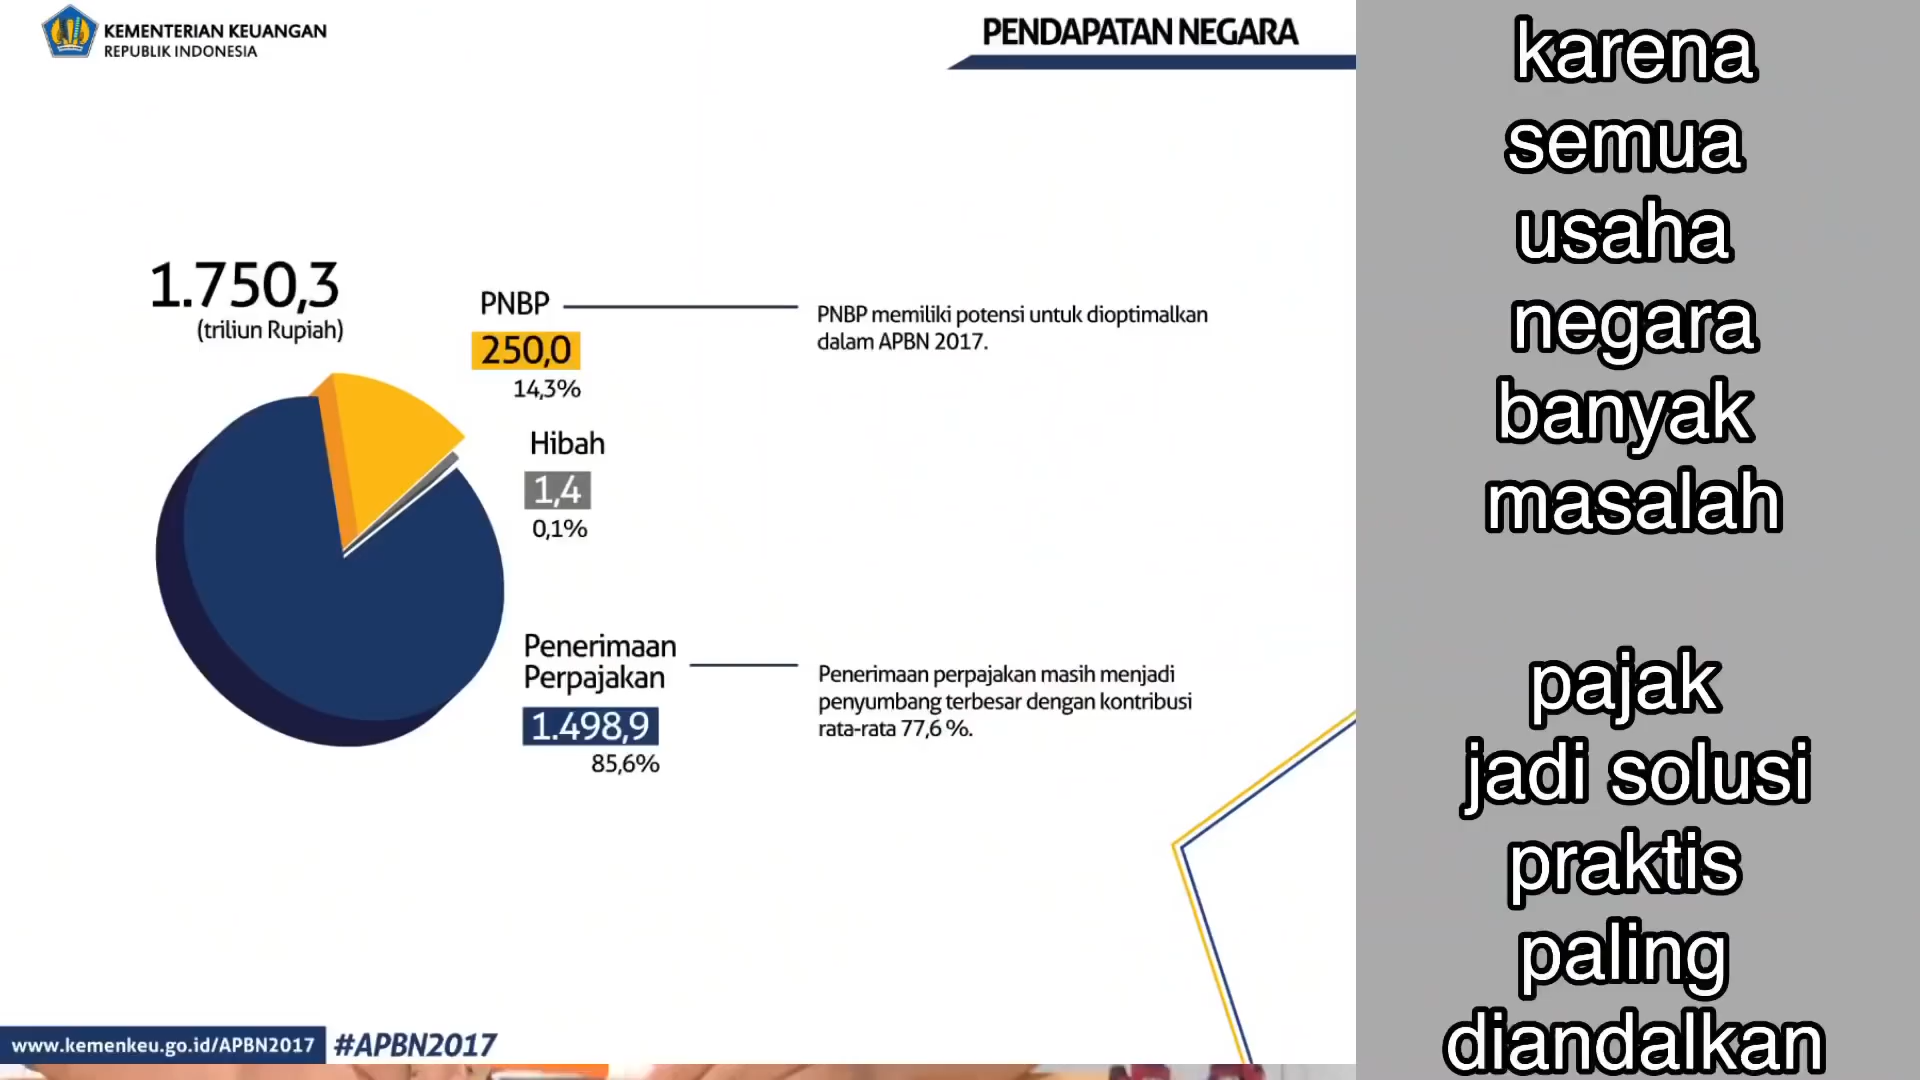 KEMENTERIAN KEUANGAN
REPUBLIK INDONESIA
PENDAPATAN NEGARA
1.750,3
(triliun Rupiah)
PNBP
250,0
14,3%
PNBP memiliki potensi untuk dioptimalkan
dalam APBN 2017.
Hibah
1,4
0,1%
Penerimaan
Perpajakan
1.498,9
85,6%
Penerimaan perpajakan masih menjadi
penyumbang terbesar dengan kontribusi
rata-rata 77,6 %.
www.kemenkeu.go.id/APBN2017
#APBN2017
karena
semua
usaha
negara
banyak
masalah
pajak
jadi solusi
praktis
paling
diandalkan